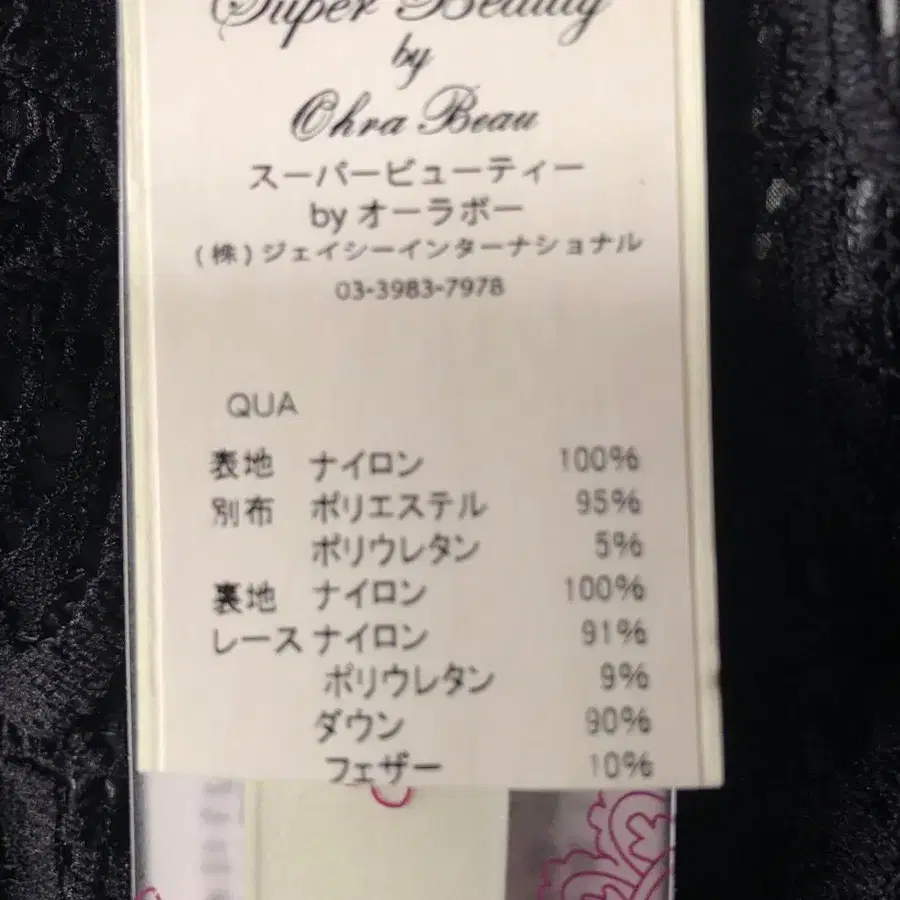 Super Beauty
by
Ohra Beau
スーパービューティー
by オーラボー
(株)ジェイシーインターナショナル
03-3983-7978
QUA
表地 ナイロン 100%
別布 ポリエステル 95%
ポリウレタン 5%
裏地 ナイロン 100%
レース ナイロン 91%
ポリウレタン 9%
ダウン 90%
フェザー 10%